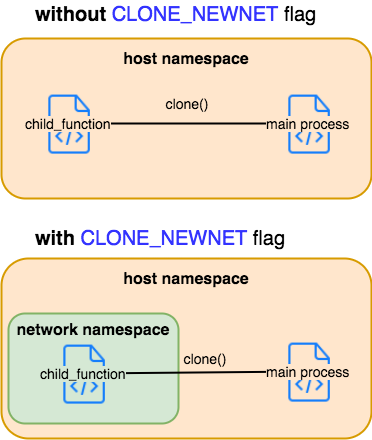 without CLONE_NEWNET flag
host namespace
clone()
child_function
main process
</>
</>
with CLONE_NEWNET flag
host namespace
network namespace
clone()
child_function
main process
</>
</>